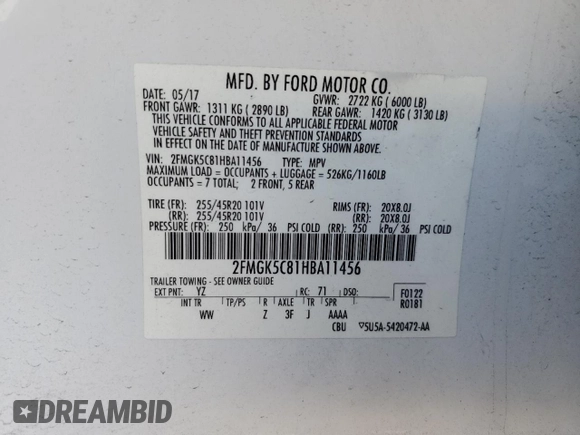 MFD. BY FORD MOTOR CO.
DATE: 05/17 GVWR: 2722 KG ( 6000 LB)
FRONT GAWR: 1311 KG ( 2890 LB) REAR GAWR: 1420 KG ( 3130 LB)
THIS VEHICLE CONFORMS TO ALL APPLICABLE FEDERAL MOTOR
VEHICLE SAFETY AND THEFT PREVENTION STANDARDS
IN EFFECT ON THE DATE OF MANUFACTURE SHOWN ABOVE.
VIN: 2FMGK5C81HBA11456 TYPE: MPV
MAXIMUM LOAD = OCCUPANTS + LUGGAGE = 526KG/1160LB
OCCUPANTS = 7 TOTAL; 2 FRONT, 5 REAR
TIRE (FR): 255/45R20 101V RIMS (FR): 20X8.0J
(RR): 255/45R20 101V (RR): 20X8.0J
PRESSURE (FR): 250 kPa/ 36 PSI COLD (RR): 250 kPa/ 36 PSI COLD
2FMGK5C81HBA11456
TRAILER TOWING - SEE OWNER GUIDE
EXT PNT: YZ RC: 71 DSO: F0122
INT TR TP/PS R AXLE TR SPR R0181
WW Z 3F J AAAA
CBU 5U5A-5420472-AA
DREAMBID